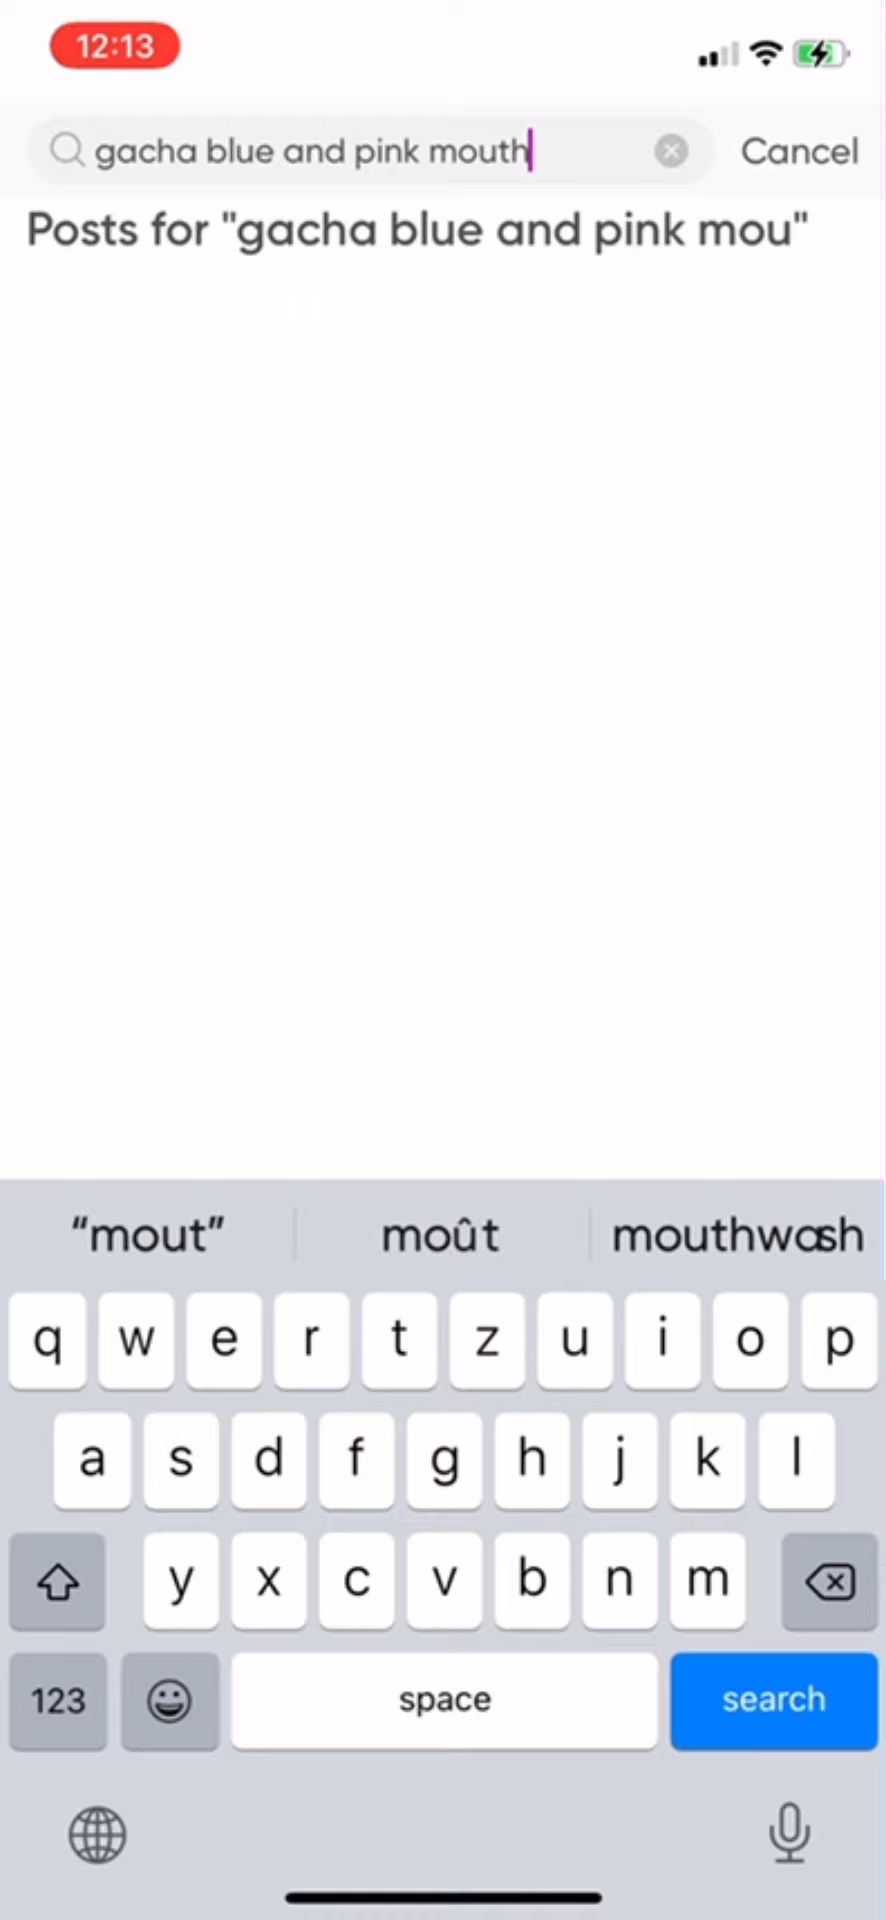 12:13
gacha blue and pink mouth Cancel
Posts for "gacha blue and pink mou"
“mout” moût mouthwash
q w e r t z u i o p
a s d f g h j k l
y x c v b n m
123 space search